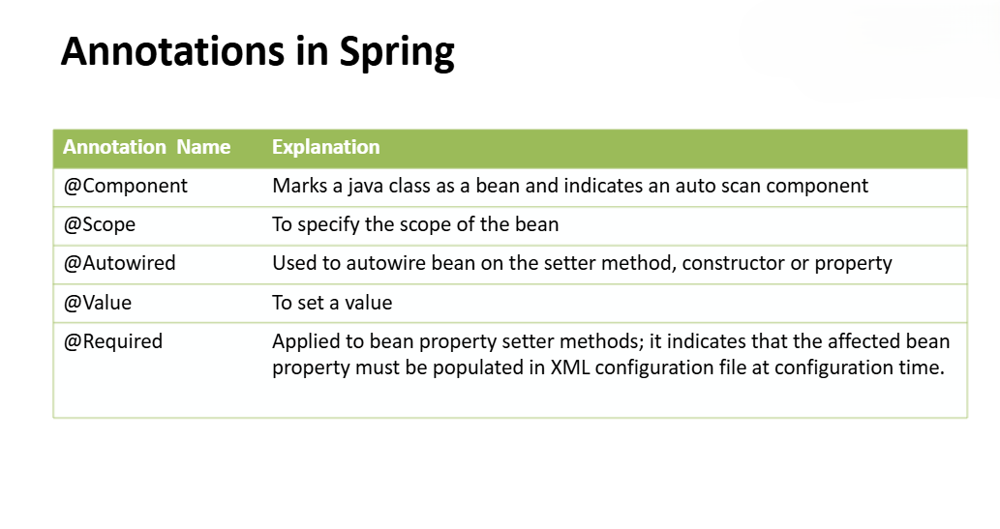 Annotations in Spring
Annotation Name Explanation
@Component Marks a java class as a bean and indicates an auto scan component
@Scope To specify the scope of the bean
@Autowired Used to autowire bean on the setter method, constructor or property
@Value To set a value
@Required Applied to bean property setter methods; it indicates that the affected bean
property must be populated in XML configuration file at configuration time.